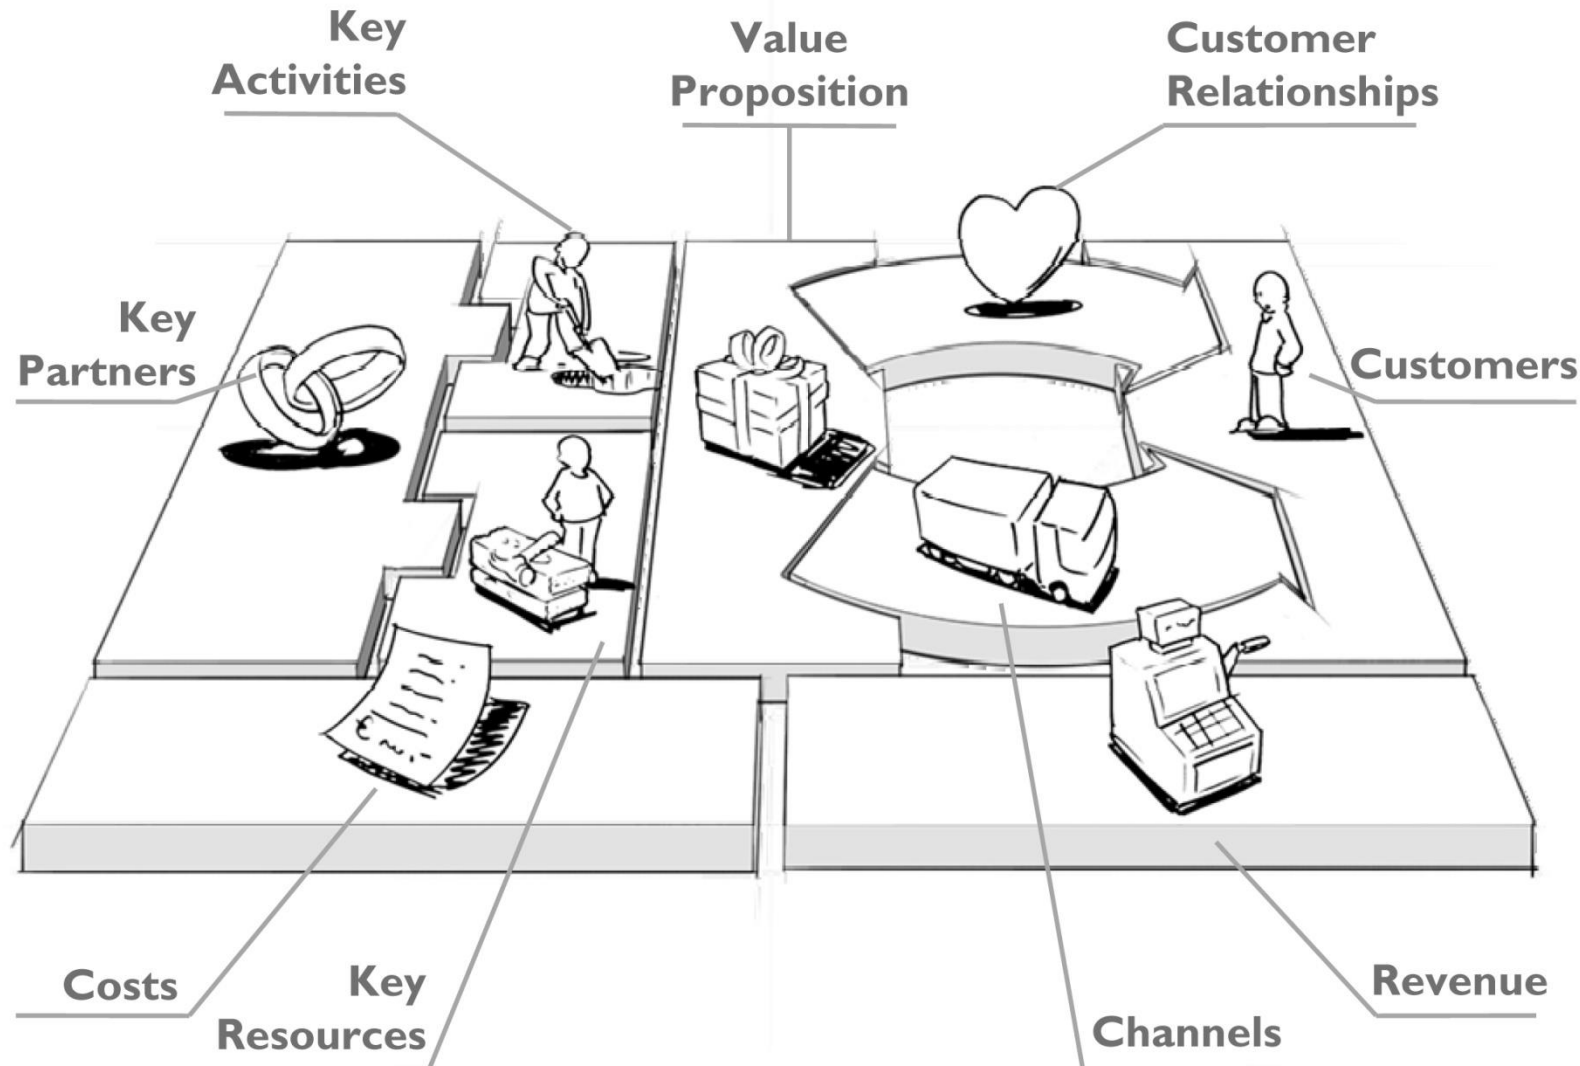 Key
Activities
Value
Proposition
Customer
Relationships
Key
Partners
Customers
Costs
Key
Resources
Channels
Revenue
€